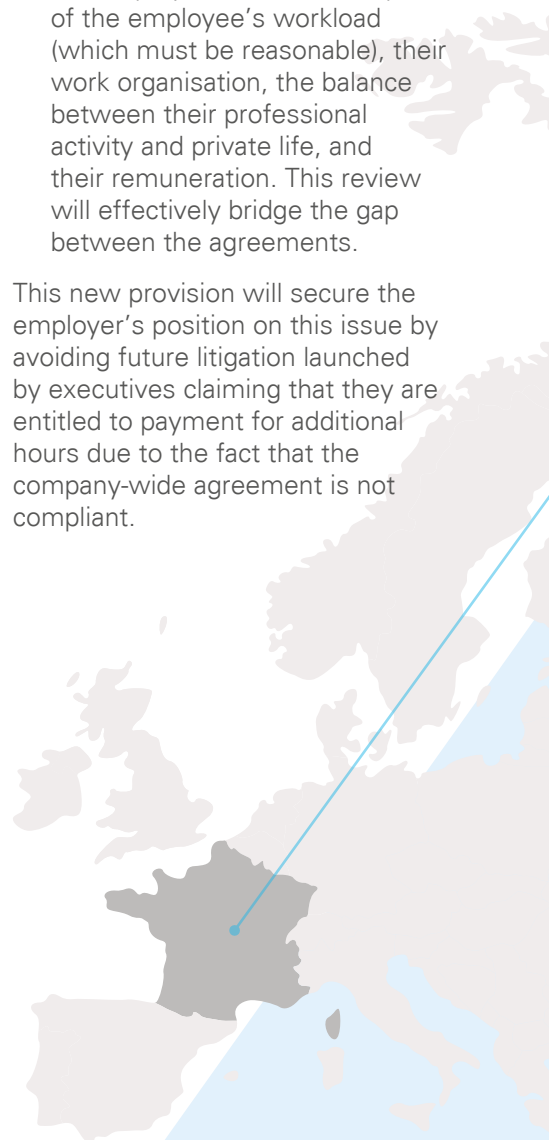 of the employee’s workload
(which must be reasonable), their
work organisation, the balance
between their professional
activity and private life, and
their remuneration. This review
will effectively bridge the gap
between the agreements.
This new provision will secure the
employer’s position on this issue by
avoiding future litigation launched
by executives claiming that they are
entitled to payment for additional
hours due to the fact that the
company-wide agreement is not
compliant.